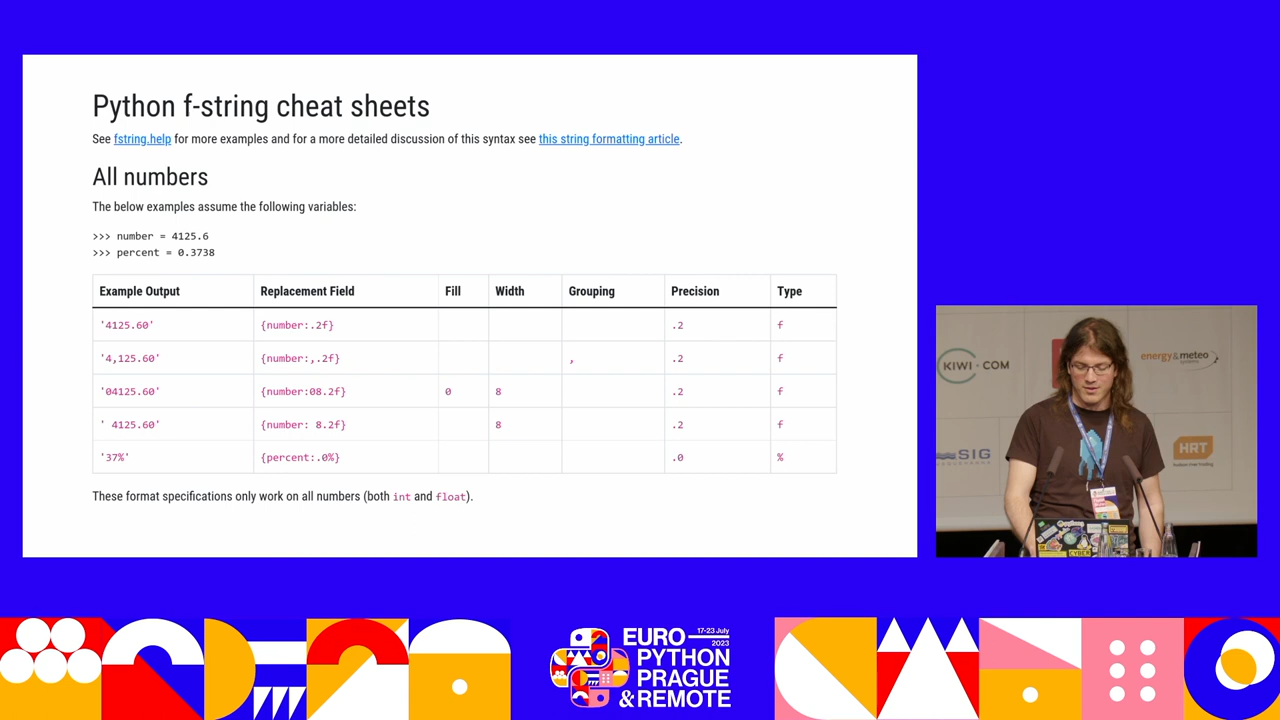 Python f-string cheat sheets
See fstring.help for more examples and for a more detailed discussion of this syntax see this string formatting article.
All numbers
The below examples assume the following variables:
>>> number = 4125.6
>>> percent = 0.3738
Example Output Replacement Field Fill Width Grouping Precision Type
'4125.60' {number:.2f} .2 f
'4,125.60' {number:,.2f} , .2 f
'04125.60' {number:08.2f} 0 8 .2 f
' 4125.60' {number: 8.2f} 8 .2 f
'37%' {percent:.0%} .0 %
These format specifications only work on all numbers (both int and float).
KIWI.COM
energy & meteo
systems
SIG
HRT
EURO 17-23 July
2023
PYTHON
PRAGUE
& REMOTE